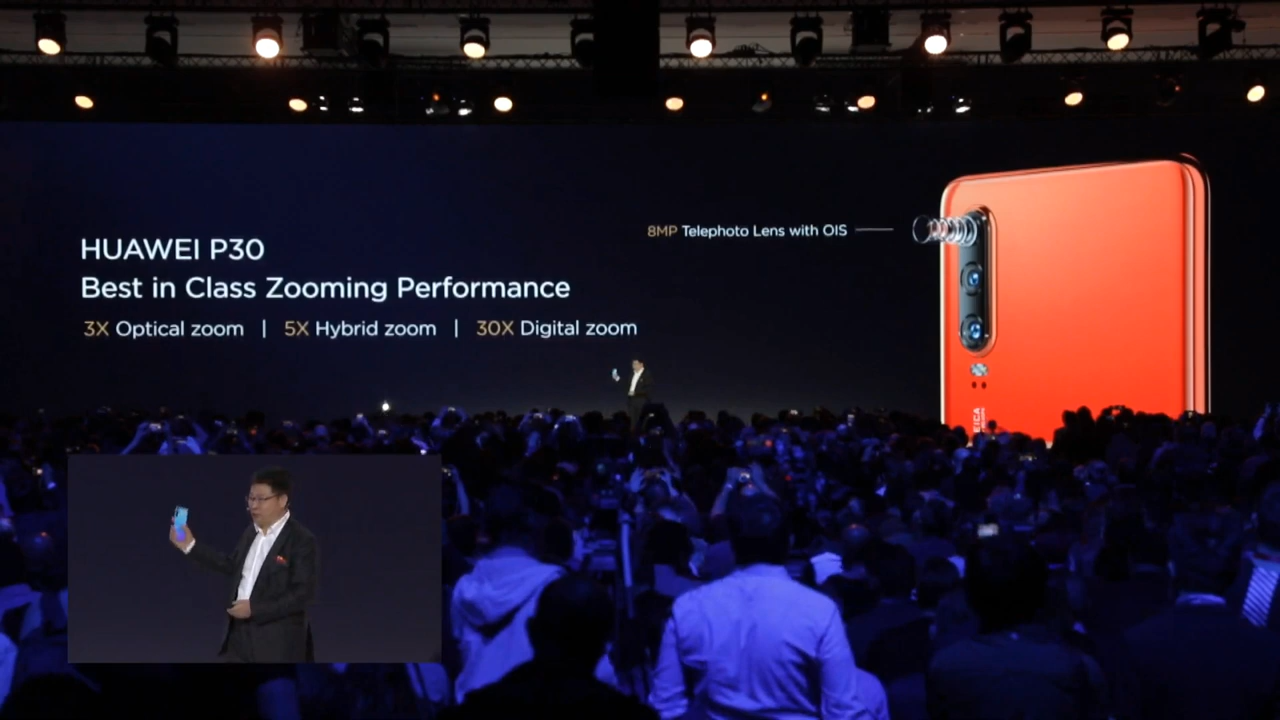 HUAWEI P30
Best in Class Zooming Performance
3X Optical zoom | 5X Hybrid zoom | 30X Digital zoom
8MP Telephoto Lens with OIS